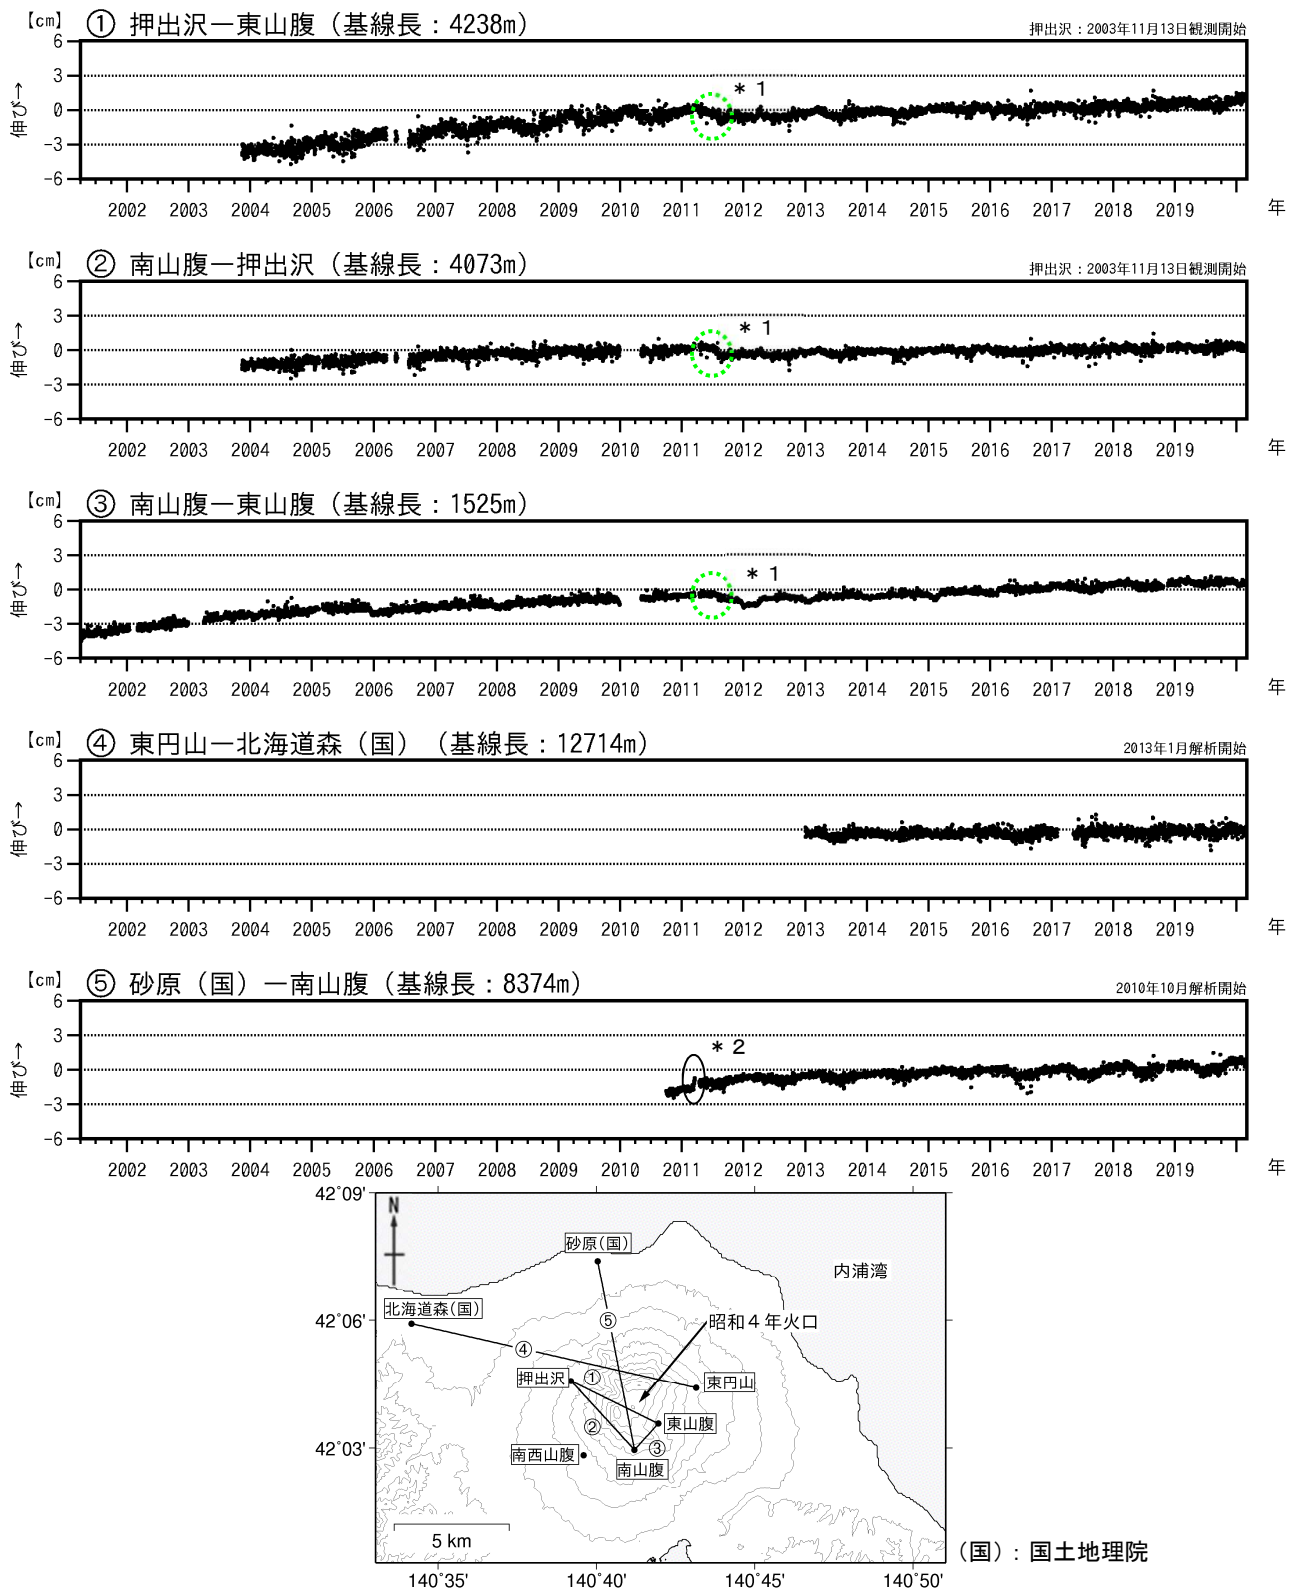 【cm】 ① 押出沢ー東山腹（基線長：4238m） 押出沢：2003年11月13日観測開始
6
3
0
-3
-6
伸び→
＊１
2002 2003 2004 2005 2006 2007 2008 2009 2010 2011 2012 2013 2014 2015 2016 2017 2018 2019 年
【cm】 ② 南山腹ー押出沢（基線長：4073m） 押出沢：2003年11月13日観測開始
6
3
0
-3
-6
伸び→
＊１
2002 2003 2004 2005 2006 2007 2008 2009 2010 2011 2012 2013 2014 2015 2016 2017 2018 2019 年
【cm】 ③ 南山腹ー東山腹（基線長：1525m）
6
3
0
-3
-6
伸び→
＊１
2002 2003 2004 2005 2006 2007 2008 2009 2010 2011 2012 2013 2014 2015 2016 2017 2018 2019 年
【cm】 ④ 東円山ー北海道森（国）（基線長：12714m） 2013年1月解析開始
6
3
0
-3
-6
伸び→
2002 2003 2004 2005 2006 2007 2008 2009 2010 2011 2012 2013 2014 2015 2016 2017 2018 2019 年
【cm】 ⑤ 砂原（国）ー南山腹（基線長：8374m） 2010年10月解析開始
6
3
0
-3
-6
伸び→
＊２
2002 2003 2004 2005 2006 2007 2008 2009 2010 2011 2012 2013 2014 2015 2016 2017 2018 2019 年
42°09'
N
砂原(国)
内浦湾
北海道森(国)
42°06'
⑤
昭和４年火口
④
押出沢
①
東円山
東山腹
②
42°03'
③
南西山腹
南山腹
5 km
（国）：国土地理院
140°35' 140°40' 140°45' 140°50'